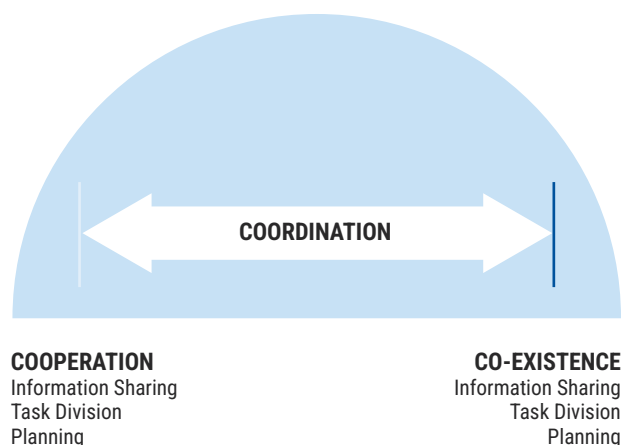 COORDINATION
COOPERATION
Information Sharing
Task Division
Planning
CO-EXISTENCE
Information Sharing
Task Division
Planning